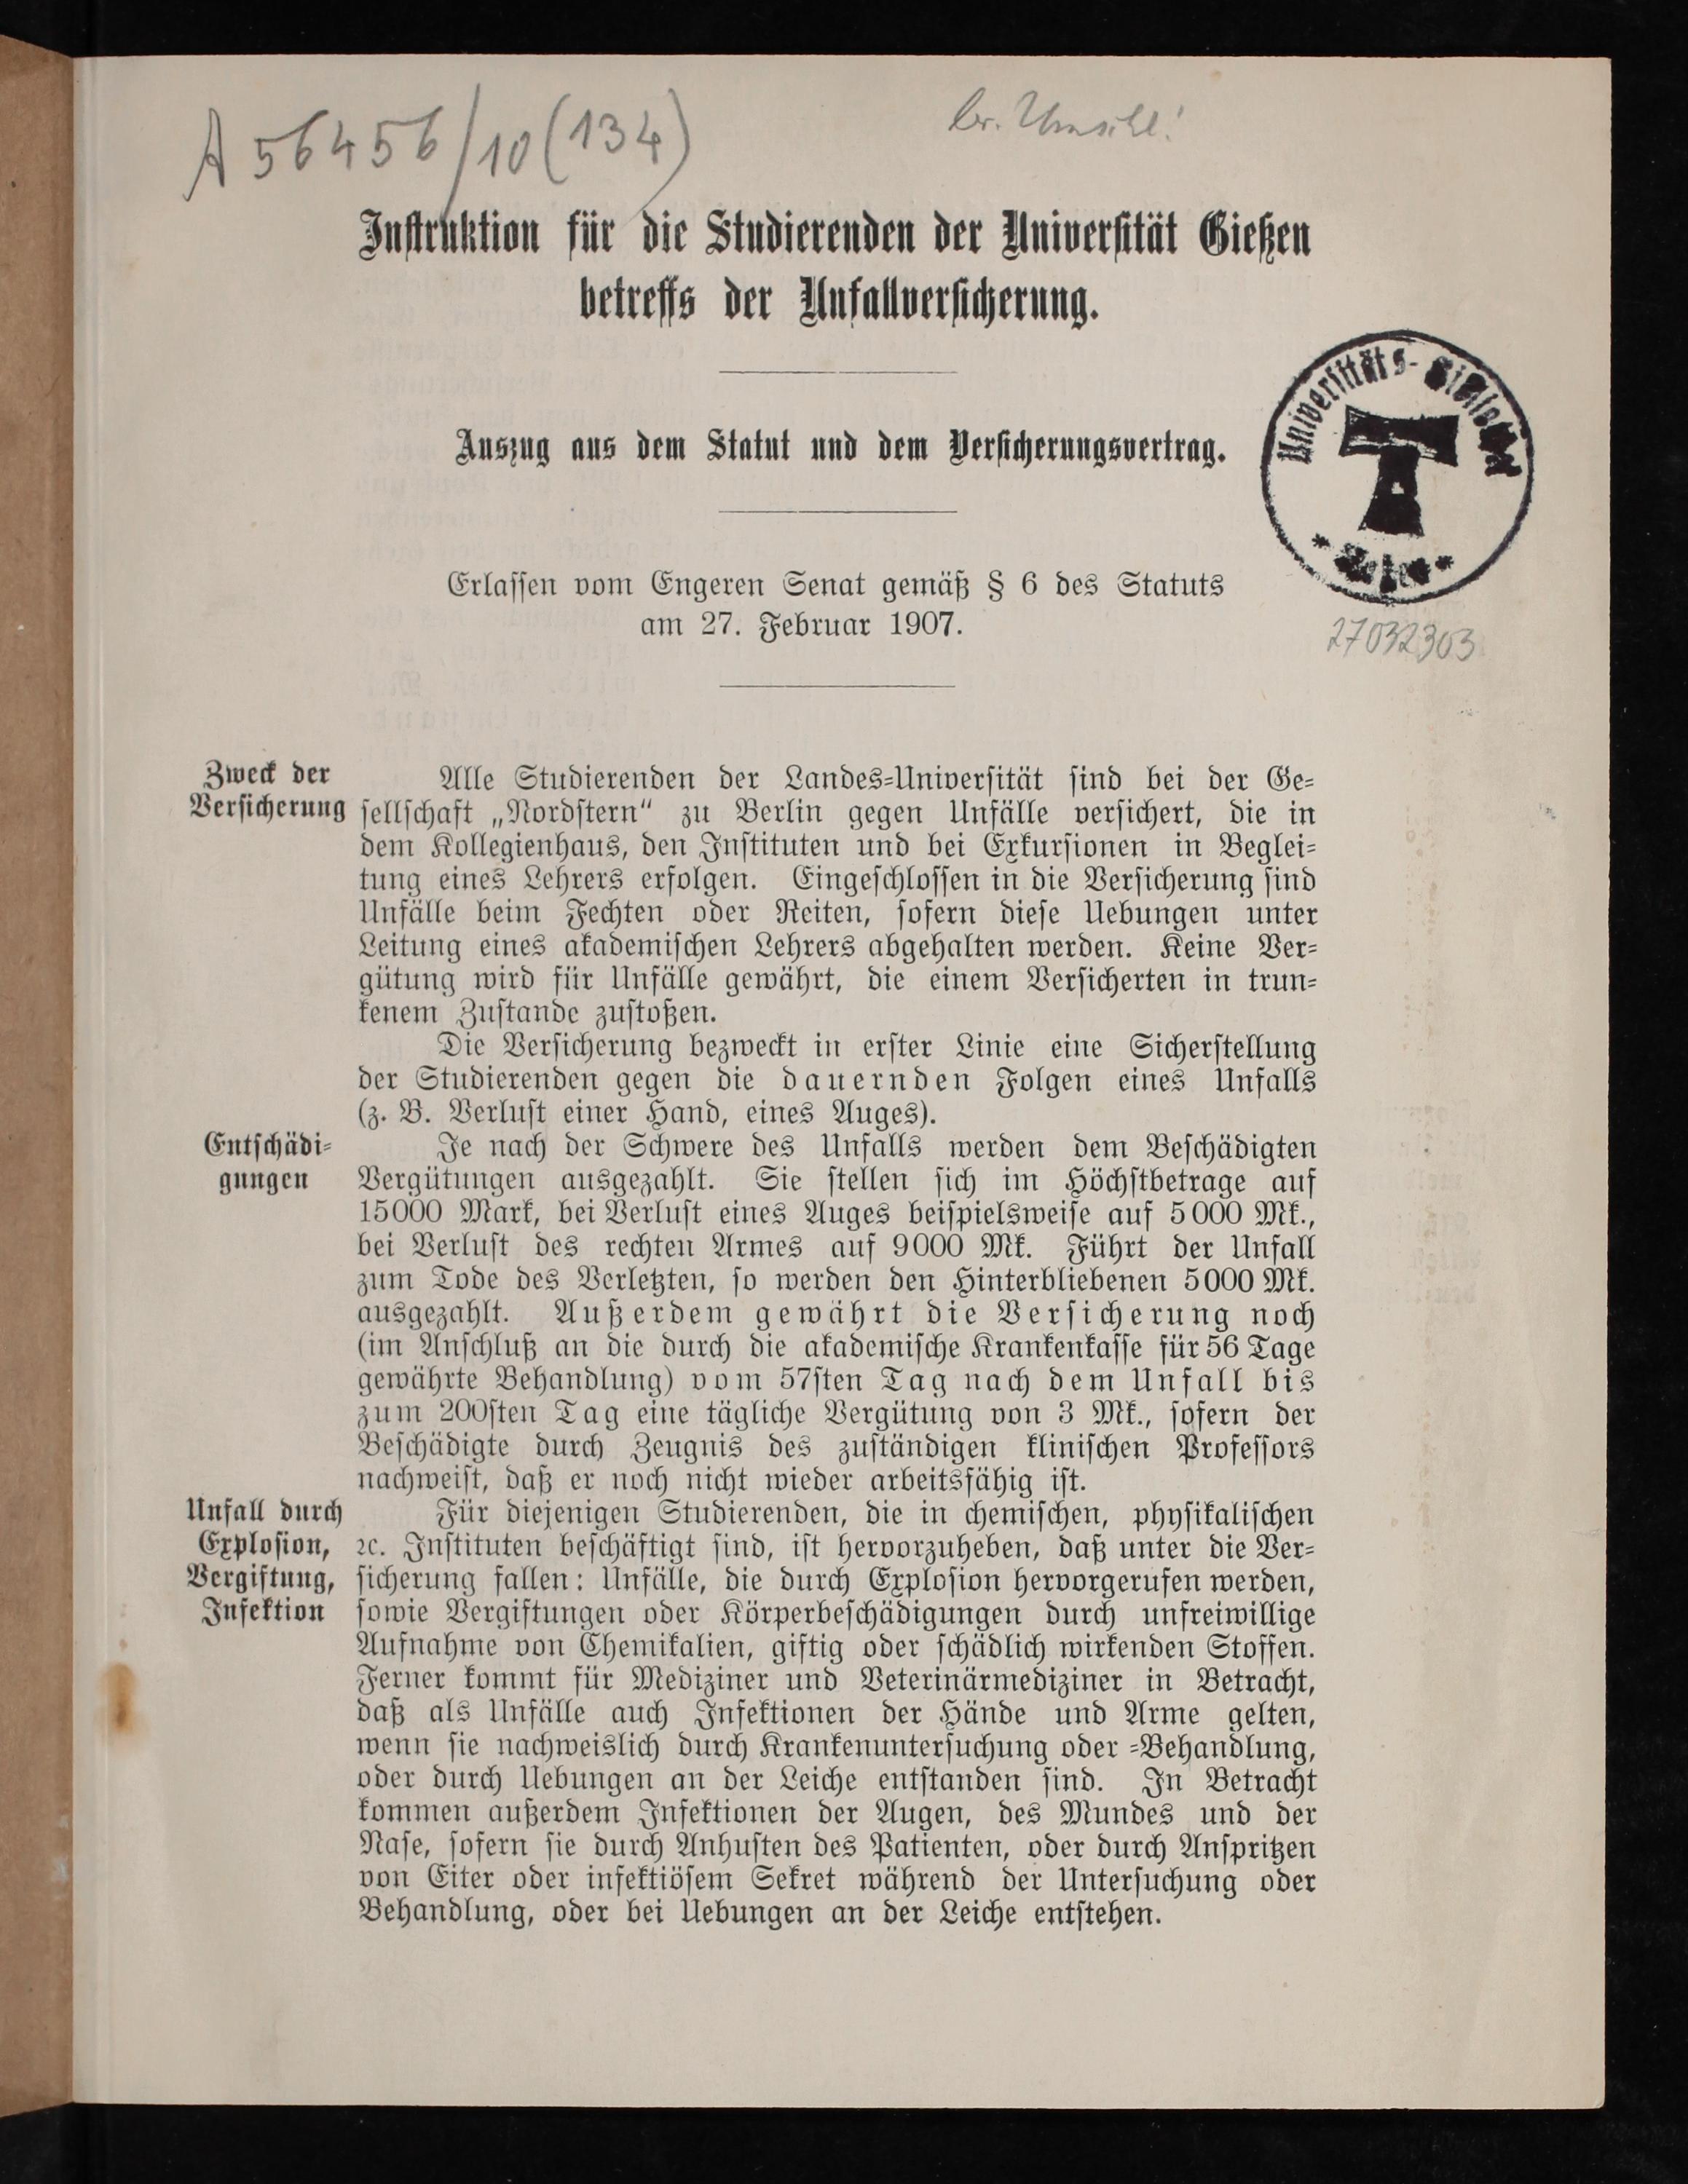 A 56456/10(134)
Instruktion für die Studierenden der Universität Gießen
betreffs der Unfallversicherung.
Universitäts-
Auszug aus dem Statut und dem Versicherungsvertrag.
Erlassen vom Engeren Senat gemäß § 6 des Statuts
am 27. Februar 1907.
27032303
Zweck der
Versicherung
Alle Studierenden der Landes-Universität sind bei der Ge-
sellschaft „Nordstern“ zu Berlin gegen Unfälle versichert, die in
dem Kollegienhaus, den Instituten und bei Exkursionen in Beglei-
tung eines Lehrers erfolgen. Eingeschlossen in die Versicherung sind
Unfälle beim Fechten oder Reiten, sofern diese Uebungen unter
Leitung eines akademischen Lehrers abgehalten werden. Keine Ver-
gütung wird für Unfälle gewährt, die einem Versicherten in trun-
kenem Zustande zustoßen.
Die Versicherung bezweckt in erster Linie eine Sicherstellung
der Studierenden gegen die dauernden Folgen eines Unfalls
(z. B. Verlust einer Hand, eines Auges).
Entschädi-
gungen
Je nach der Schwere des Unfalls werden dem Beschädigten
Vergütungen ausgezahlt. Sie stellen sich im Höchstbetrage auf
15000 Mark, bei Verlust eines Auges beispielsweise auf 5000 Mk.,
bei Verlust des rechten Armes auf 9000 Mk. Führt der Unfall
zum Tode des Verletzten, so werden den Hinterbliebenen 5000 Mk.
ausgezahlt. Außerdem gewährt die Versicherung noch
(im Anschluß an die durch die akademische Krankenkasse für 56 Tage
gewährte Behandlung) vom 57sten Tag nach dem Unfall bis
zum 200sten Tag eine tägliche Vergütung von 3 Mk., sofern der
Beschädigte durch Zeugnis des zuständigen klinischen Professors
nachweist, daß er noch nicht wieder arbeitsfähig ist.
Unfall durch
Explosion,
Vergiftung,
Infektion
Für diejenigen Studierenden, die in chemischen, physikalischen
ꝛc. Instituten beschäftigt sind, ist hervorzuheben, daß unter die Ver-
sicherung fallen: Unfälle, die durch Explosion hervorgerufen werden,
sowie Vergiftungen oder Körperbeschädigungen durch unfreiwillige
Aufnahme von Chemikalien, giftig oder schädlich wirkenden Stoffen.
Ferner kommt für Mediziner und Veterinärmediziner in Betracht,
daß als Unfälle auch Infektionen der Hände und Arme gelten,
wenn sie nachweislich durch Krankenuntersuchung oder -Behandlung,
oder durch Uebungen an der Leiche entstanden sind. In Betracht
kommen außerdem Infektionen der Augen, des Mundes und der
Nase, sofern sie durch Anhusten des Patienten, oder durch Anspritzen
von Eiter oder infektiösem Sekret während der Untersuchung oder
Behandlung, oder bei Uebungen an der Leiche entstehen.